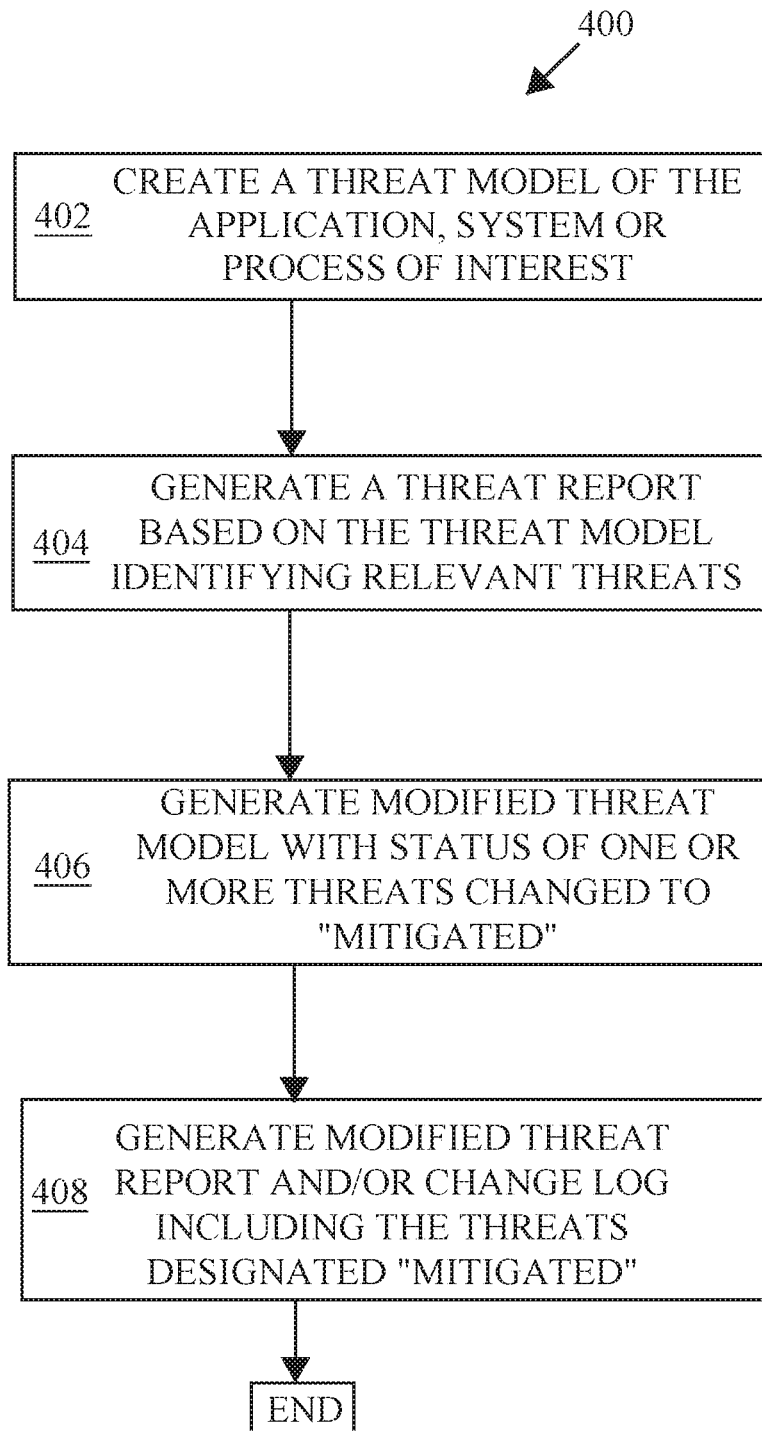 400
402
CREATE A THREAT MODEL OF THE
APPLICATION, SYSTEM OR
PROCESS OF INTEREST
404
GENERATE A THREAT REPORT
BASED ON THE THREAT MODEL
IDENTIFYING RELEVANT THREATS
406
GENERATE MODIFIED THREAT
MODEL WITH STATUS OF ONE OR
MORE THREATS CHANGED TO
"MITIGATED"
408
GENERATE MODIFIED THREAT
REPORT AND/OR CHANGE LOG
INCLUDING THE THREATS
DESIGNATED "MITIGATED"
END